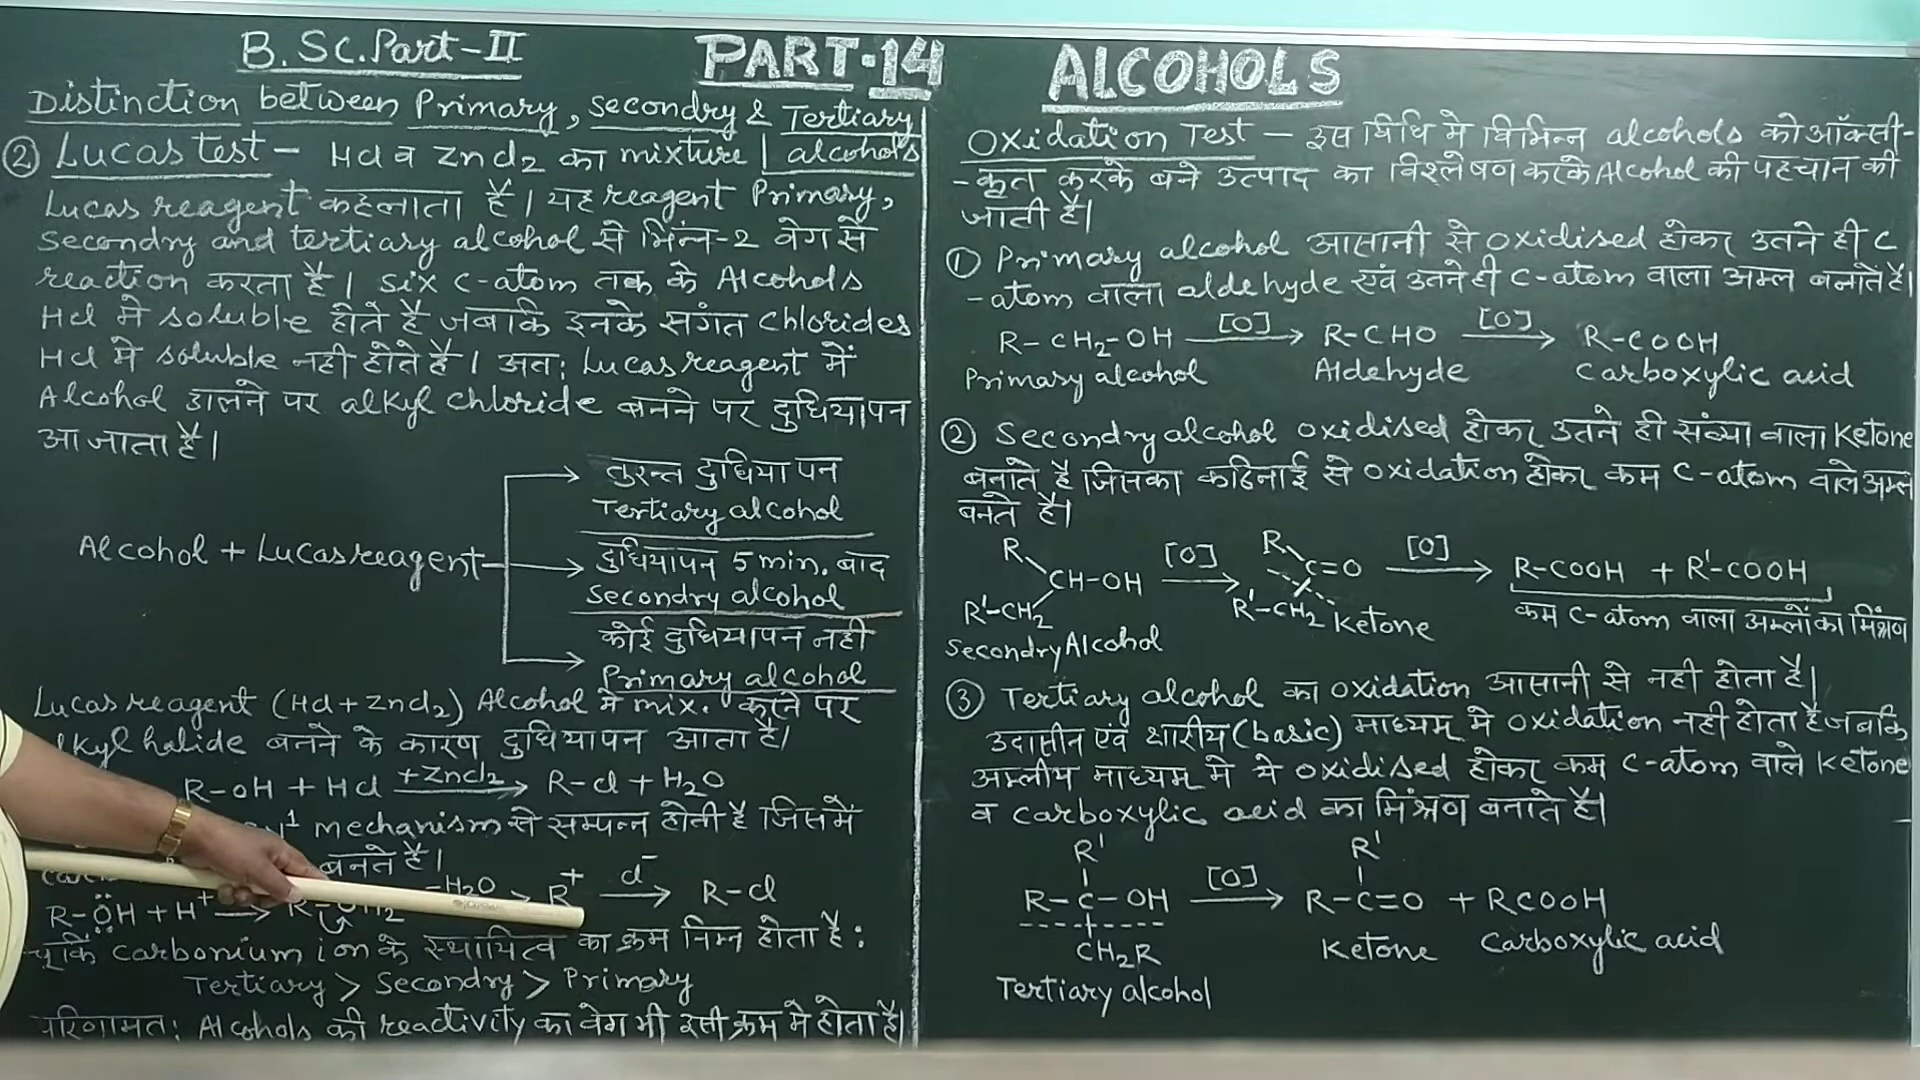 B.Sc. Part-II
PART-14
ALCOHOLS
Distinction between Primary, secondry & Tertiary
alcohols
② Lucas test - Hcl व Zncl₂ का mixture
Lucas reagent कहलाता है। यह reagent Primary,
Secondry and tertiary alcohol से भिन्न-2 वेग से
reaction करता है। six C-atom तक के Alcohols
Hcl मे soluble होते है जबकि इनके संगत chlorides
Hcl मे soluble नही होते है। अत: Lucas reagent में
Alcohol डालने पर alkyl chloride बनने पर दुधियापन
आ जाता है।
Alcohol + Lucas reagent
तुरन्त दुधियापन
Tertiary alcohol
दुधियापन 5 min. बाद
Secondry alcohol
कोई दुधियापन नही
Primary alcohol
Lucas reagent (Hcl + Zncl₂) Alcohol मे mix. करने पर
lkyl halide बनने के कारण दुधियापन आता है।
R-OH + Hcl +Zncl₂ → R-cl + H₂O
1 mechanism से सम्पन्न होती है जिसमें
बनते है।
R-ÖH + H⁺ → -H₂O → R⁺ cl⁻ → R-cl
चूकि carbonium ion के स्थायित्व का क्रम निम्न होता है:
Tertiary > Secondry > Primary
परिणामत: Alcohols की reactivity का वेग भी इसी क्रम मे होता है।
Oxidation Test - इस विधि मे विभिन्न alcohols को ऑक्सी-
-कृत करके बने उत्पाद का विश्लेषण करके Alcohol की पहचान की
जाती है।
① Primary alcohol आसानी से oxidised होकर उतने ही C
-atom वाला aldehyde एवं उतने ही C-atom वाला अम्ल बनाते है।
R-CH₂-OH [O] → R-CHO [O] → R-COOH
Primary alcohol Aldehyde Carboxylic acid
② Secondry alcohol oxidised होकर उतने ही संख्या वाला Ketone
बनाते है जिसका कठिनाई से oxidation होकर कम C-atom वाले अम्ल
बनते है।
R R
CH-OH [O] → C=O [O] → R-COOH + R'-COOH
R'-CH₂ R'-CH₂ Ketone कम C-atom वाला अम्लों का मिंश्रण
Secondry Alcohol
③ Tertiary alcohol का oxidation आसानी से नही होता है।
उदासीन एवं क्षारीय (basic) माध्यम मे oxidation नही होता है जबकि
अम्लीय माध्यम मे ये oxidised होकर कम C-atom वाले Ketone
व carboxylic acid का मिंश्रण बनाते है।
R' R'
R-C-OH [O] → R-C=O + RCOOH
CH₂R Ketone Carboxylic acid
Tertiary alcohol